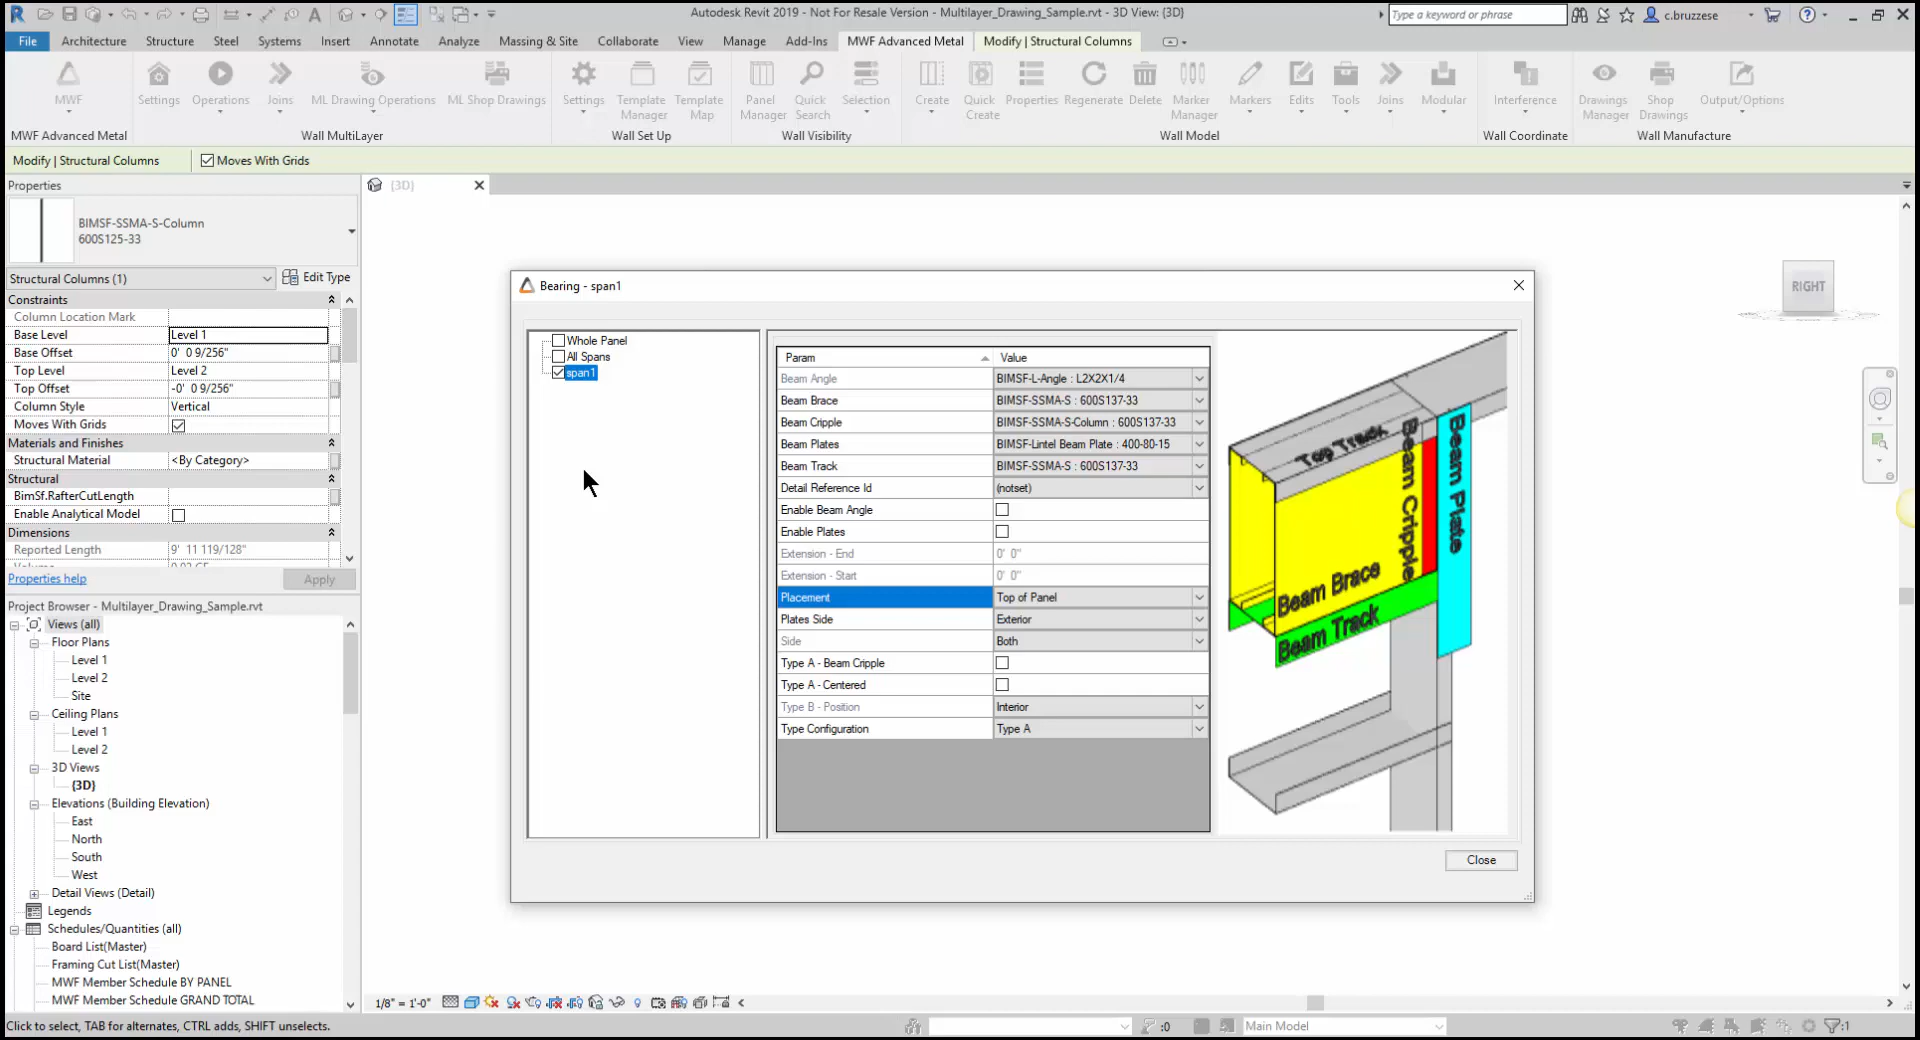 Autodesk Revit 2019 - Not For Resale Version - Multilayer_Drawing_Sample.rvt - 3D View: {3D}
Type a keyword or phrase
c.bruzzese
File
Architecture
Structure
Steel
Systems
Insert
Annotate
Analyze
Massing & Site
Collaborate
View
Manage
Add-Ins
MWF Advanced Metal
Modify | Structural Columns
MWF
Settings
Operations
Joins
ML Drawing Operations
ML Shop Drawings
Settings
Template Manager
Template Map
Panel Manager
Quick Search
Selection
Create
Quick Create
Properties
Regenerate
Delete
Marker Manager
Markers
Edits
Tools
Joins
Modular
Interference
Drawings Manager
Shop Drawings
Output/Options
MWF Advanced Metal
Wall MultiLayer
Wall Set Up
Wall Visibility
Wall Model
Wall Coordinate
Wall Manufacture
Modify | Structural Columns
Moves With Grids
Properties
{3D}
BIMSF-SSMA-S-Column
600S125-33
Structural Columns (1)
Edit Type
Constraints
Column Location Mark
Base Level Level 1
Base Offset 0' 0 9/256"
Top Level Level 2
Top Offset -0' 0 9/256"
Column Style Vertical
Moves With Grids
Materials and Finishes
Structural Material <By Category>
Structural
BimSf.RafterCutLength
Enable Analytical Model
Dimensions
Reported Length 9' 11 119/128"
Properties help
Apply
Project Browser - Multilayer_Drawing_Sample.rvt
Views (all)
Floor Plans
Level 1
Level 2
Site
Ceiling Plans
Level 1
Level 2
3D Views
{3D}
Elevations (Building Elevation)
East
North
South
West
Detail Views (Detail)
Legends
Schedules/Quantities (all)
Board List(Master)
Framing Cut List(Master)
MWF Member Schedule BY PANEL
MWF Member Schedule GRAND TOTAL
Bearing - span1
Whole Panel
All Spans
span1
Param Value
Beam Angle BIMSF-L-Angle : L2X2X1/4
Beam Brace BIMSF-SSMA-S : 600S137-33
Beam Cripple BIMSF-SSMA-S-Column : 600S137-33
Beam Plates BIMSF-Lintel Beam Plate : 400-80-15
Beam Track BIMSF-SSMA-S : 600S137-33
Detail Reference Id (notset)
Enable Beam Angle
Enable Plates
Extension - End 0' 0"
Extension - Start 0' 0"
Placement Top of Panel
Plates Side Exterior
Side Both
Type A - Beam Cripple
Type A - Centered
Type B - Position Interior
Type Configuration Type A
Top Track
Beam Cripple
Beam Plate
Beam Brace
Beam Track
Close
RIGHT
1/8" = 1'-0"
Click to select, TAB for alternates, CTRL adds, SHIFT unselects.
:0
Main Model
:1